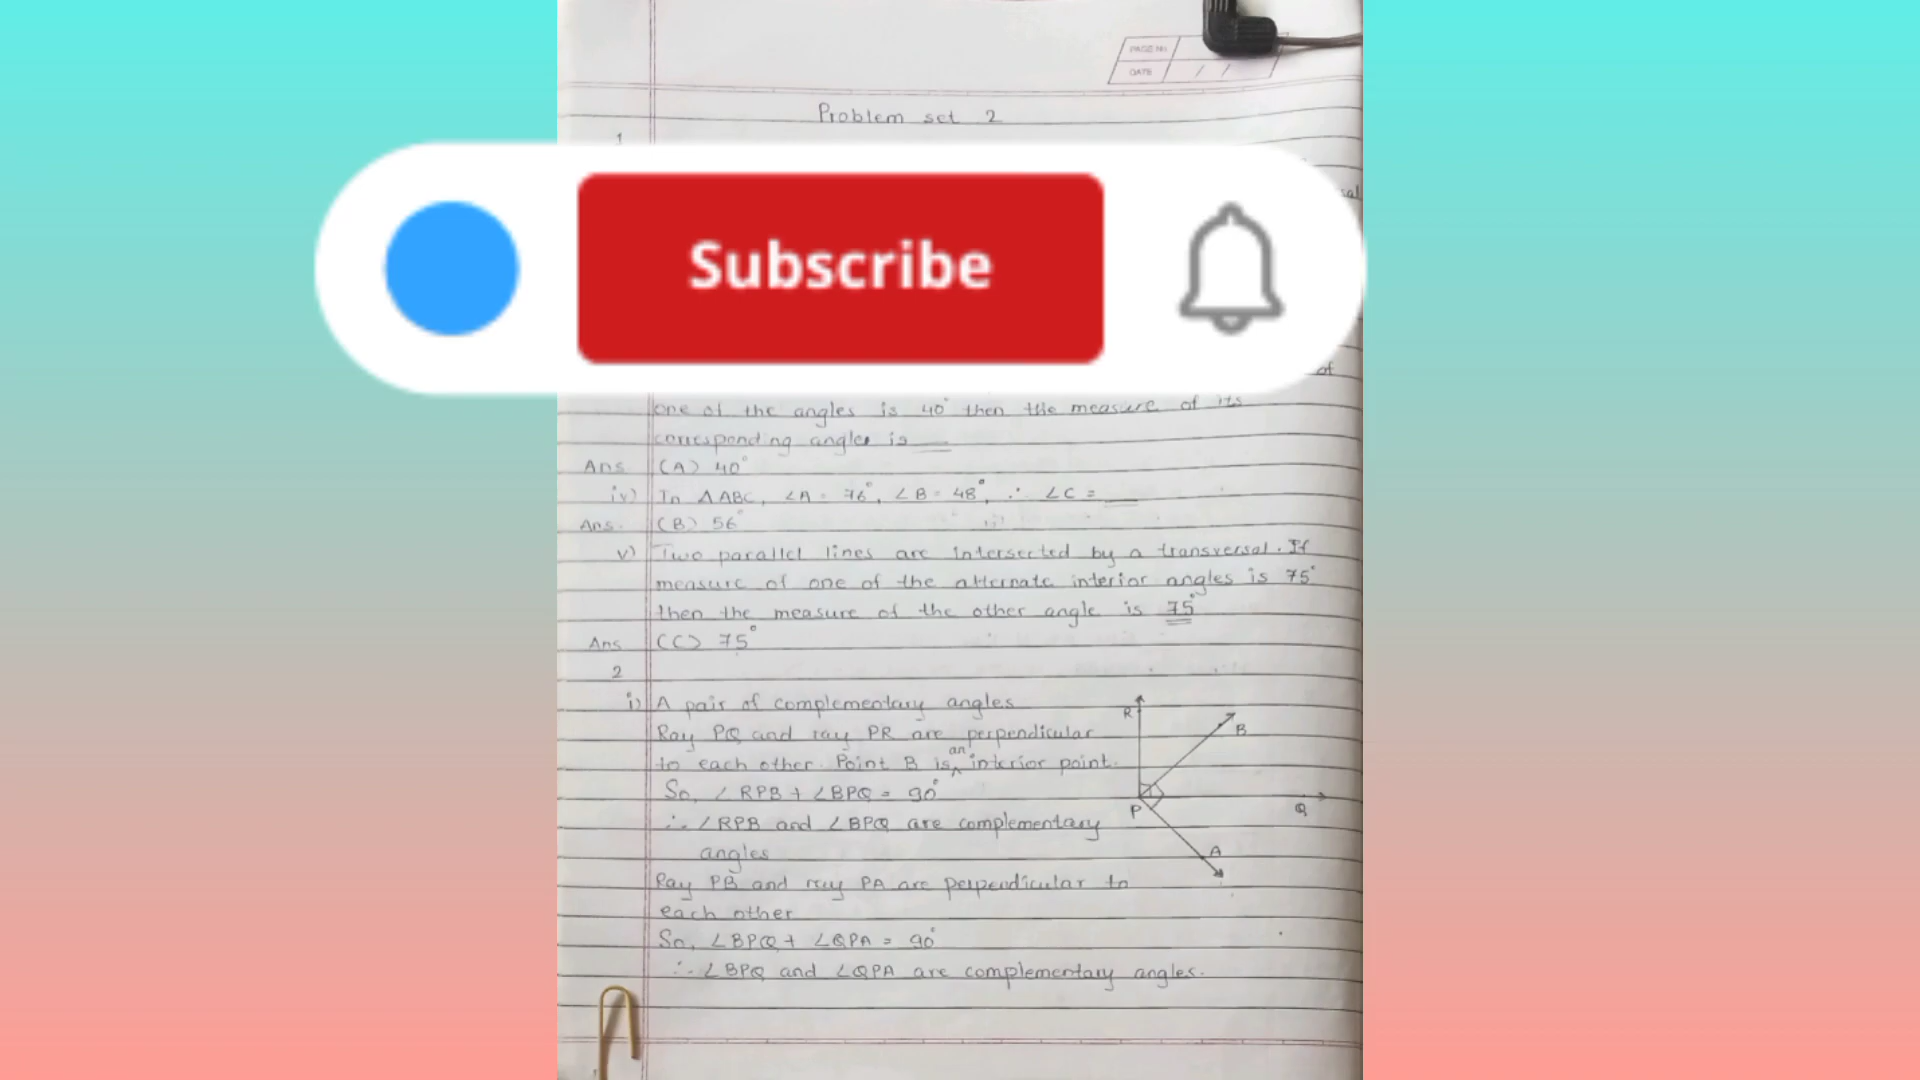 PAGE No.
DATE / /
Problem set 2
1
sal
Subscribe
of
one of the angles is 40° then the measure of its
corresponding angles is __
Ans (A) 40°
iv) In △ABC, ∠A = 76°, ∠B = 48°, ∴ ∠C = __
Ans. (B) 56°
v) Two parallel lines are intersected by a transversal. If
measure of one of the alternate interior angles is 75°
then the measure of the other angle is 75°
Ans (C) 75°
2
i) A pair of complementary angles
Ray PQ and ray PR are perpendicular
to each other. Point B is an interior point.
So, ∠RPB + ∠BPQ = 90°
∴ ∠RPB and ∠BPQ are complementary
angles
Ray PB and ray PA are perpendicular to
each other
So, ∠BPQ + ∠QPA = 90°
∴ ∠BPQ and ∠QPA are complementary angles.
R
B
P
Q
A